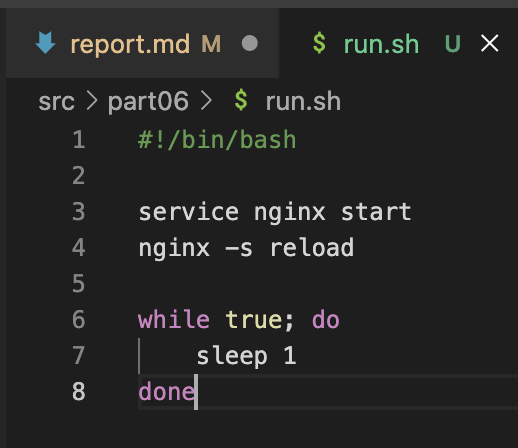 report.md M
$ run.sh U
src > part06 > $ run.sh
1 #!/bin/bash
2
3 service nginx start
4 nginx -s reload
5
6 while true; do
7     sleep 1
8 done